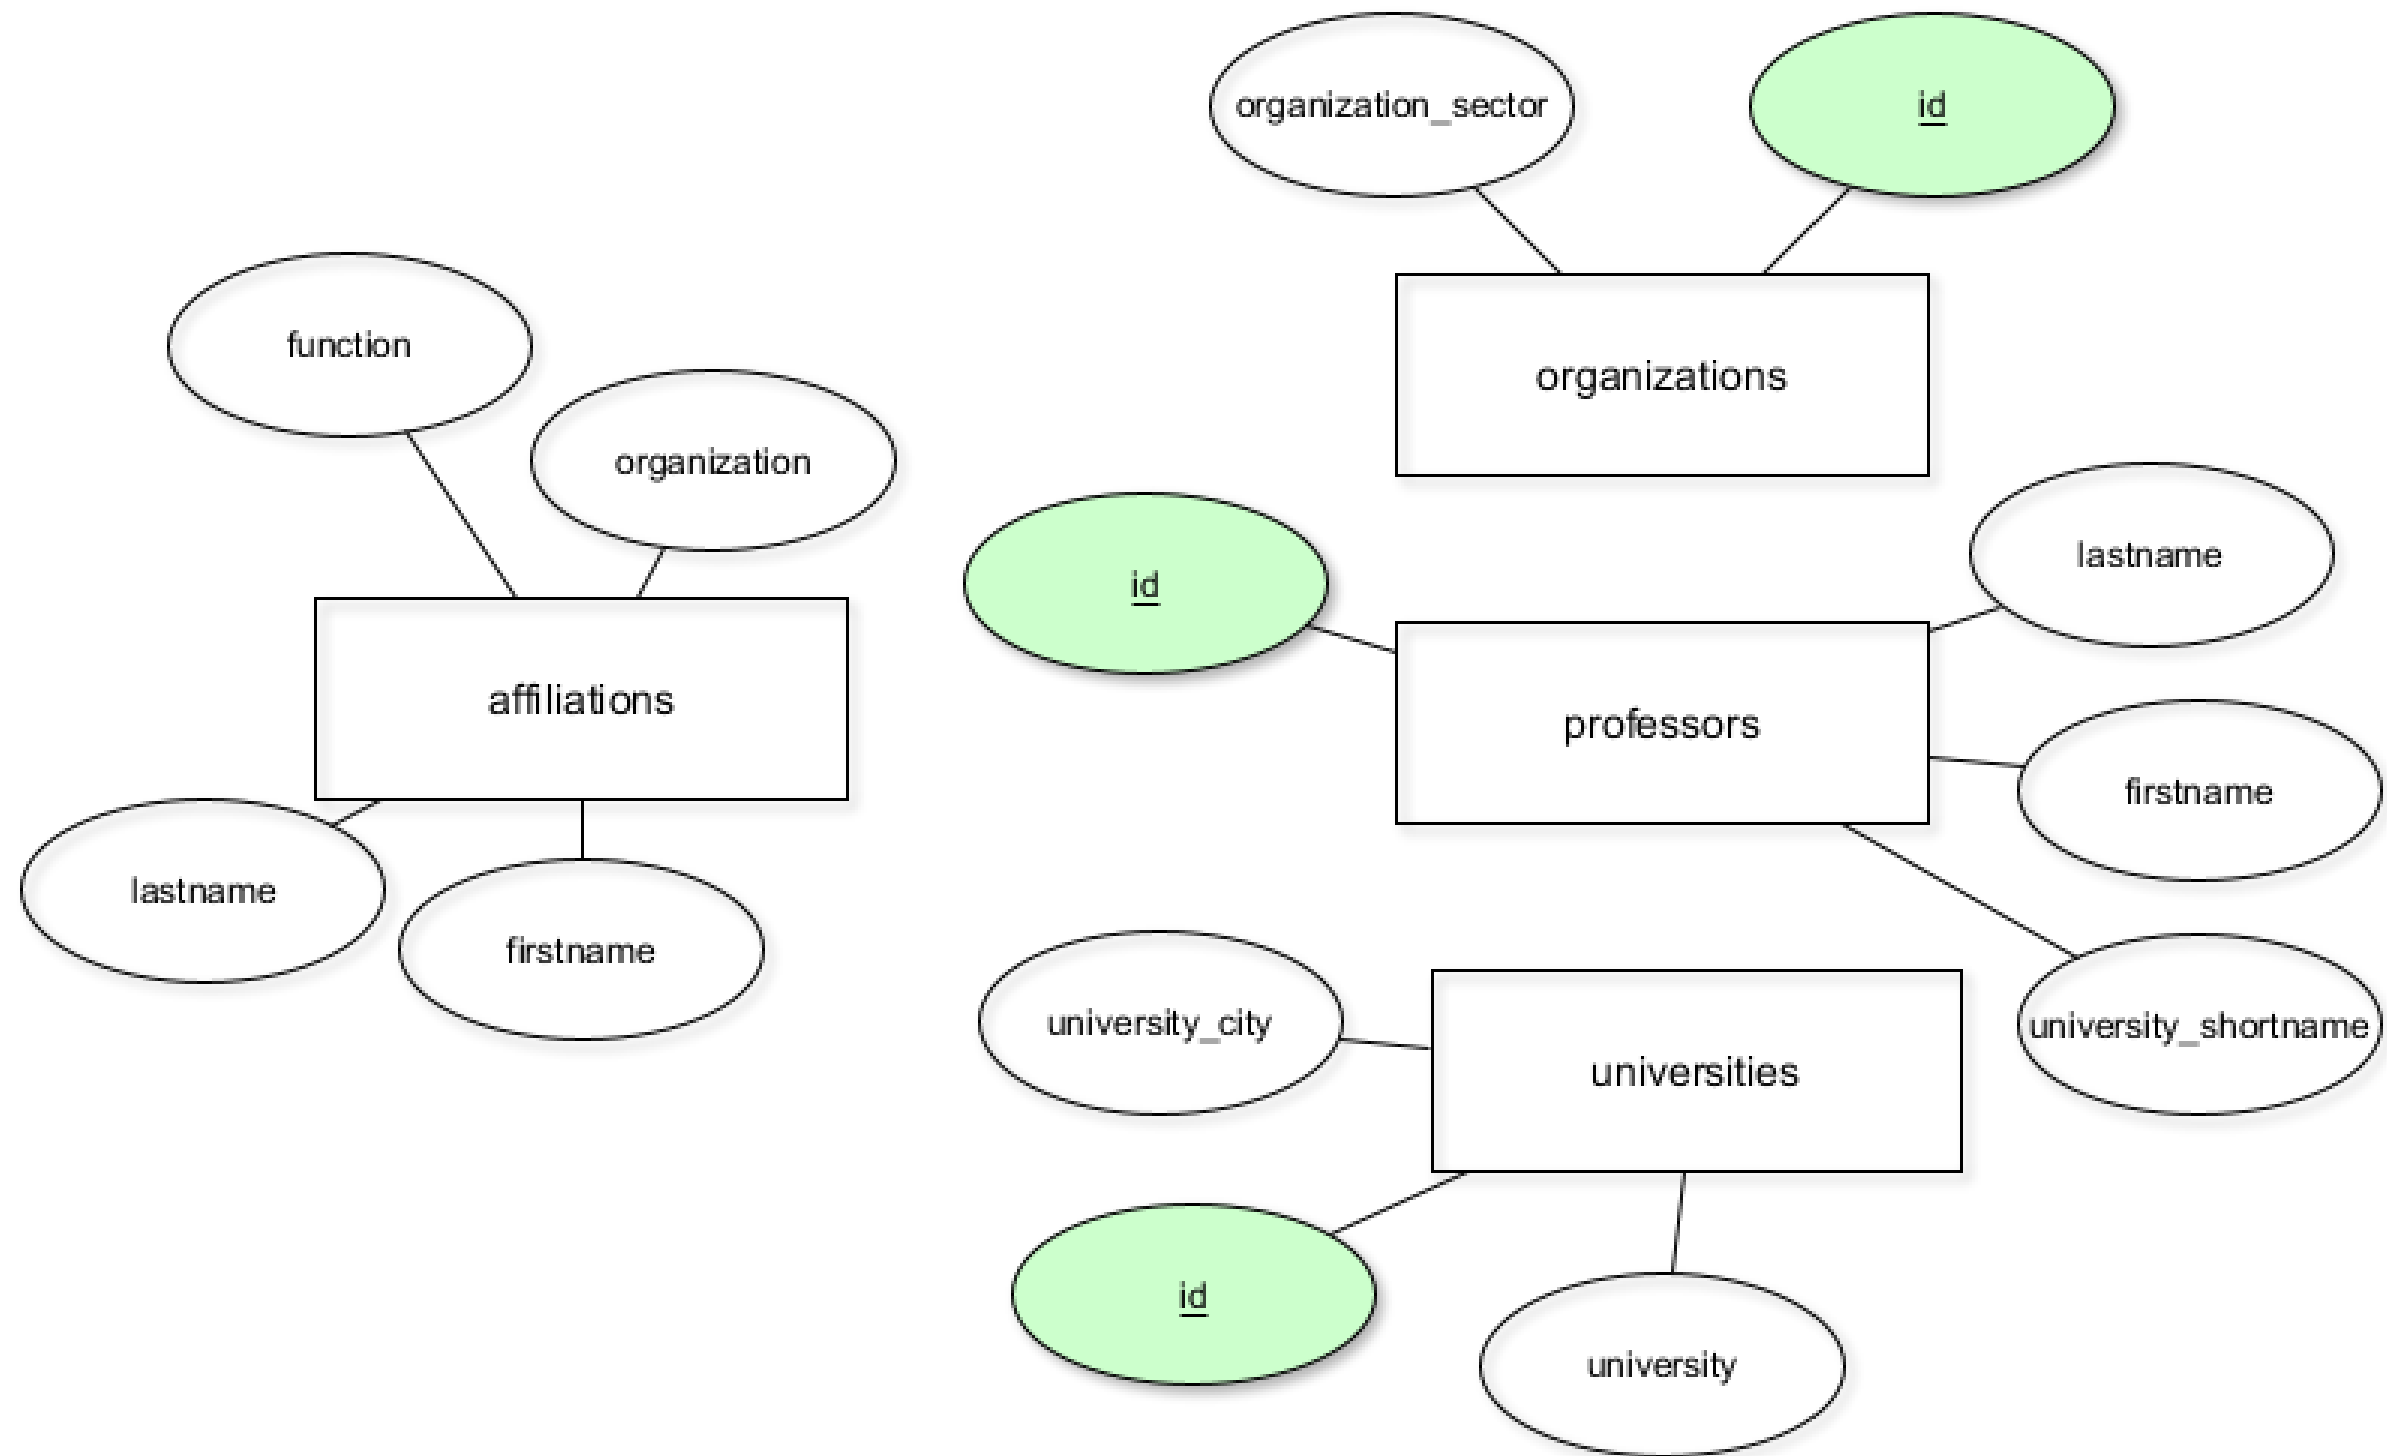 organization_sector
id
function
organizations
organization
lastname
id
affiliations
professors
firstname
lastname
firstname
university_city
university_shortname
universities
id
university